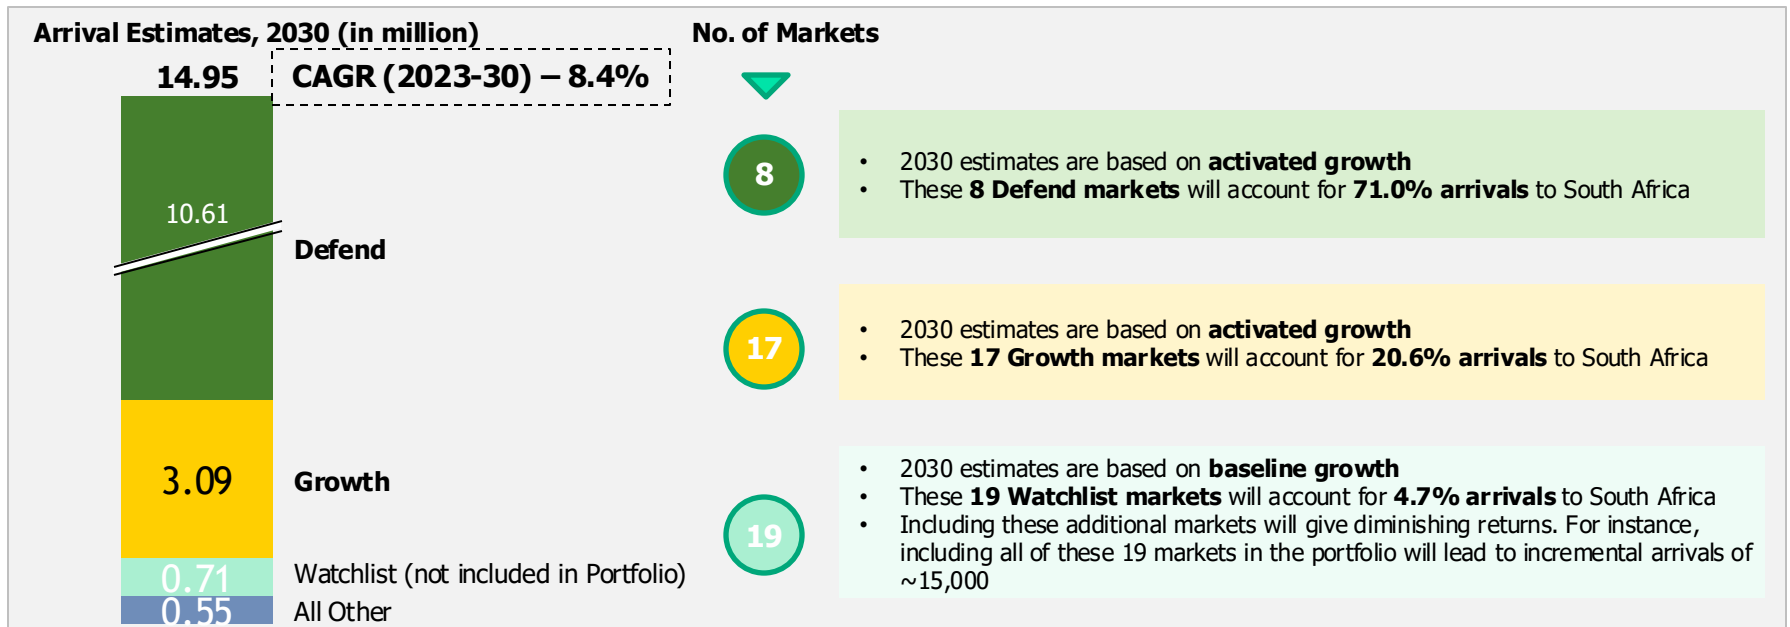 Arrival Estimates, 2030 (in million)
No. of Markets
14.95
CAGR (2023-30) – 8.4%
10.61
Defend
8
• 2030 estimates are based on activated growth
• These 8 Defend markets will account for 71.0% arrivals to South Africa
17
• 2030 estimates are based on activated growth
• These 17 Growth markets will account for 20.6% arrivals to South Africa
3.09
Growth
19
• 2030 estimates are based on baseline growth
• These 19 Watchlist markets will account for 4.7% arrivals to South Africa
• Including these additional markets will give diminishing returns. For instance,
including all of these 19 markets in the portfolio will lead to incremental arrivals of
~15,000
0.71
Watchlist (not included in Portfolio)
0.55
All Other